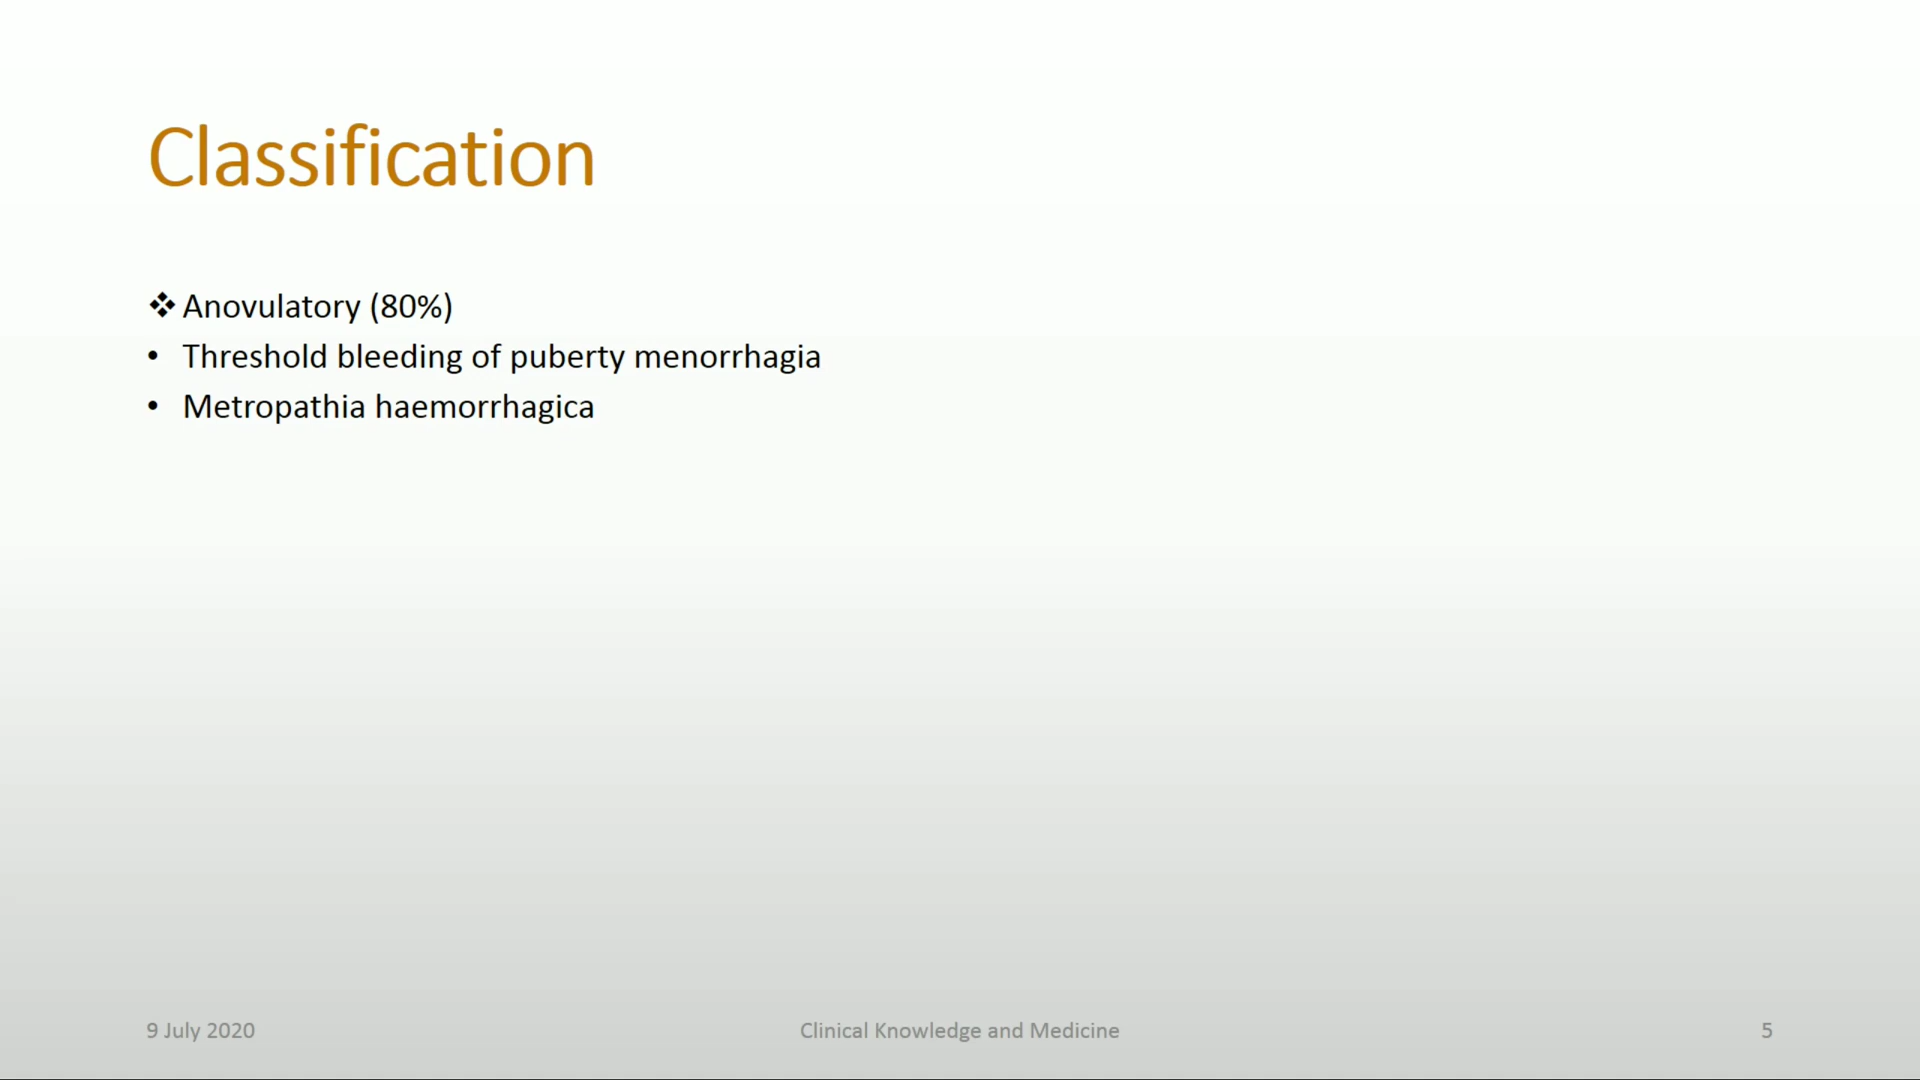 Classification
❖ Anovulatory (80%)
• Threshold bleeding of puberty menorrhagia
• Metropathia haemorrhagica
9 July 2020
Clinical Knowledge and Medicine
5